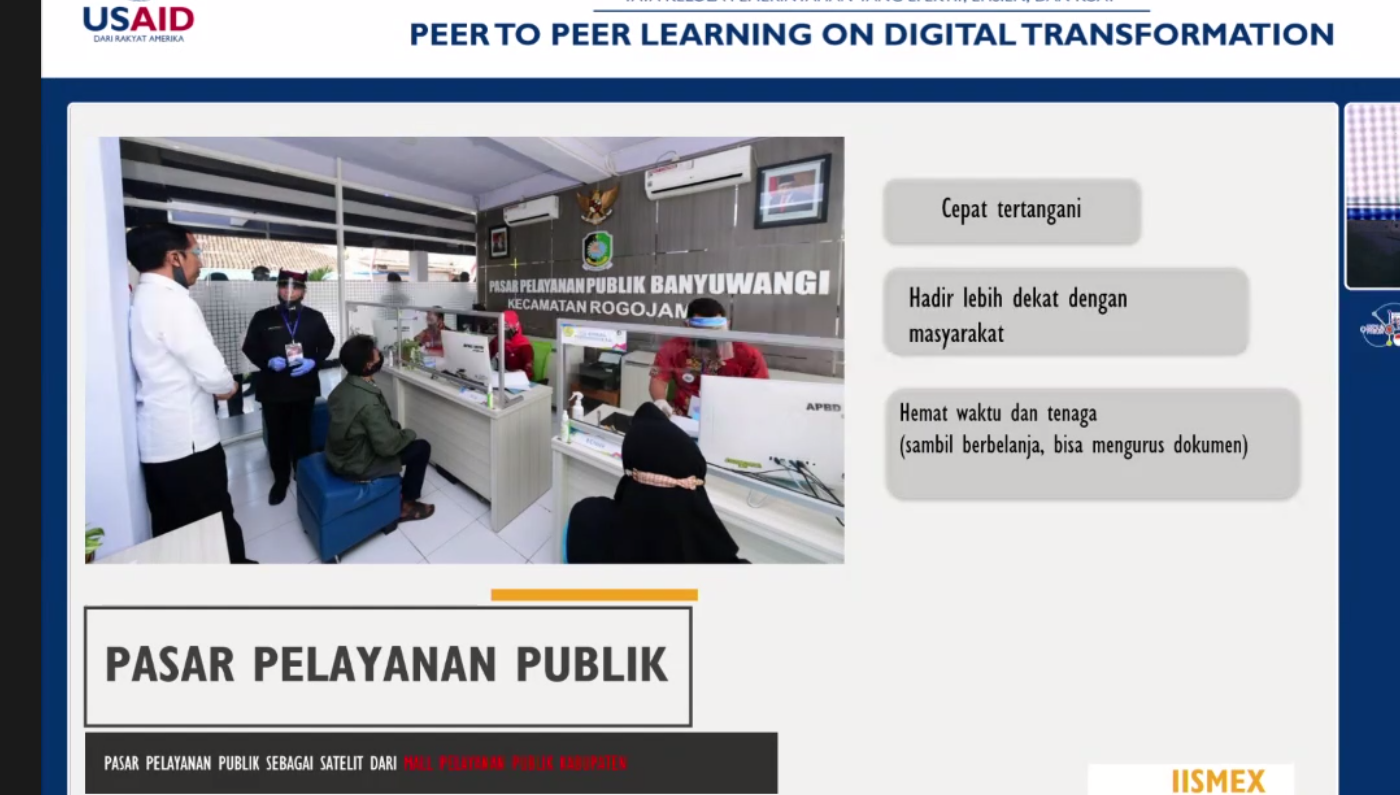 USAID
DARI RAKYAT AMERIKA
PEER TO PEER LEARNING ON DIGITAL TRANSFORMATION
PASAR PELAYANAN PUBLIK BANYUWANGI
KECAMATAN ROGOJAM
APBD
Cepat tertangani
Hadir lebih dekat dengan
masyarakat
Hemat waktu dan tenaga
(sambil berbelanja, bisa mengurus dokumen)
PASAR PELAYANAN PUBLIK
PASAR PELAYANAN PUBLIK SEBAGAI SATELIT DARI MALL PELAYANAN PUBLIK KABUPATEN
IISMEX